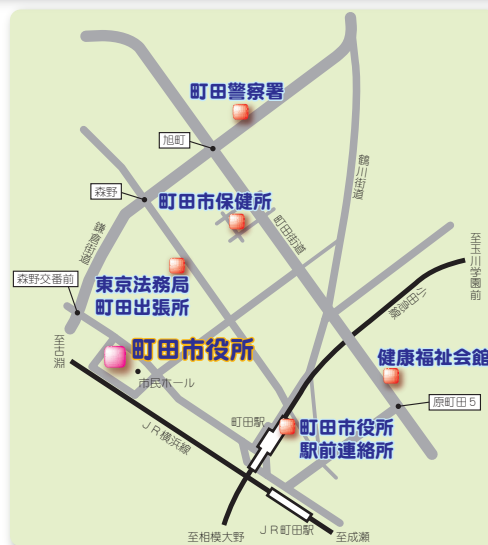 町田警察署
旭町
鶴川街道
森野
町田市保健所
町田街道
鎌倉街道
至玉川学園前
森野交番前
東京法務局
町田出張所
小田急線
至古淵
町田市役所
市民ホール
健康福祉会館
原町田5
町田駅
町田市役所
駅前連絡所
JR横浜線
JR町田駅
至相模大野
至成瀬